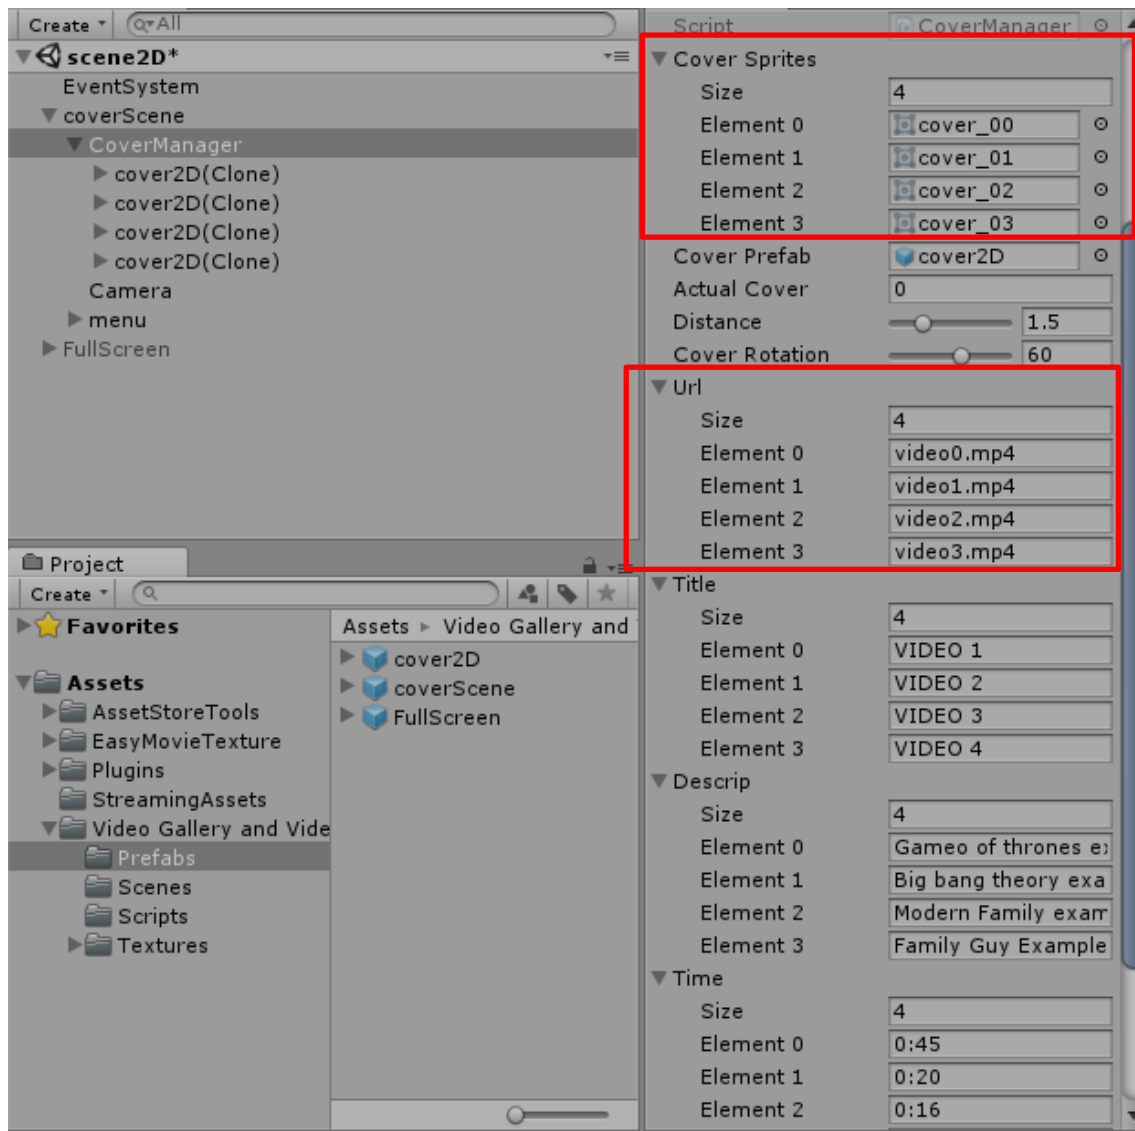 Create
All
scene2D*
EventSystem
coverScene
CoverManager
cover2D(Clone)
cover2D(Clone)
cover2D(Clone)
cover2D(Clone)
Camera
menu
FullScreen
Project
Create
Favorites
Assets
AssetStoreTools
EasyMovieTexture
Plugins
StreamingAssets
Video Gallery and Vide
Prefabs
Scenes
Scripts
Textures
Assets Video Gallery and
cover2D
coverScene
FullScreen
Script CoverManager
Cover Sprites
Size 4
Element 0 cover_00
Element 1 cover_01
Element 2 cover_02
Element 3 cover_03
Cover Prefab cover2D
Actual Cover 0
Distance 1.5
Cover Rotation 60
Url
Size 4
Element 0 video0.mp4
Element 1 video1.mp4
Element 2 video2.mp4
Element 3 video3.mp4
Title
Size 4
Element 0 VIDEO 1
Element 1 VIDEO 2
Element 2 VIDEO 3
Element 3 VIDEO 4
Descrip
Size 4
Element 0 Gameo of thrones e
Element 1 Big bang theory exa
Element 2 Modern Family exam
Element 3 Family Guy Example
Time
Size 4
Element 0 0:45
Element 1 0:20
Element 2 0:16